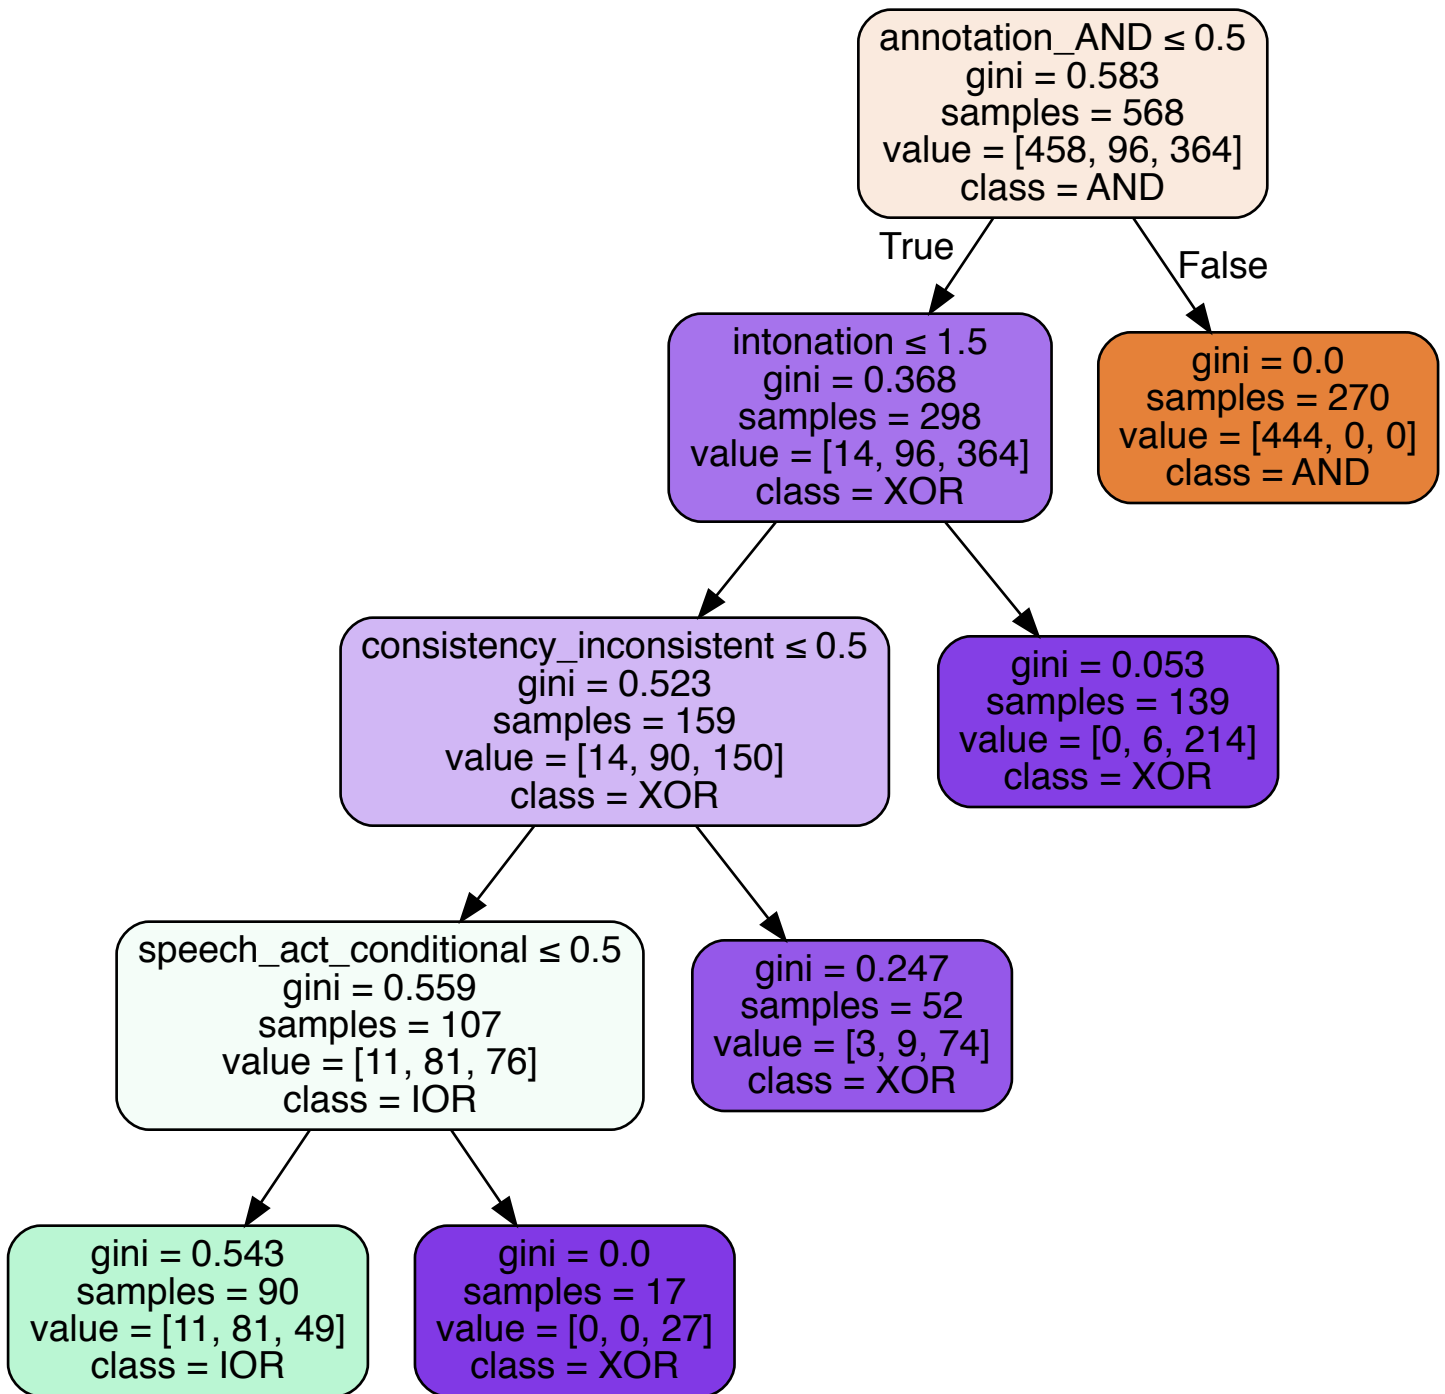 annotation_AND ≤ 0.5
gini = 0.583
samples = 568
value = [458, 96, 364]
class = AND
True
False
intonation ≤ 1.5
gini = 0.368
samples = 298
value = [14, 96, 364]
class = XOR
gini = 0.0
samples = 270
value = [444, 0, 0]
class = AND
consistency_inconsistent ≤ 0.5
gini = 0.523
samples = 159
value = [14, 90, 150]
class = XOR
gini = 0.053
samples = 139
value = [0, 6, 214]
class = XOR
speech_act_conditional ≤ 0.5
gini = 0.559
samples = 107
value = [11, 81, 76]
class = IOR
gini = 0.247
samples = 52
value = [3, 9, 74]
class = XOR
gini = 0.543
samples = 90
value = [11, 81, 49]
class = IOR
gini = 0.0
samples = 17
value = [0, 0, 27]
class = XOR